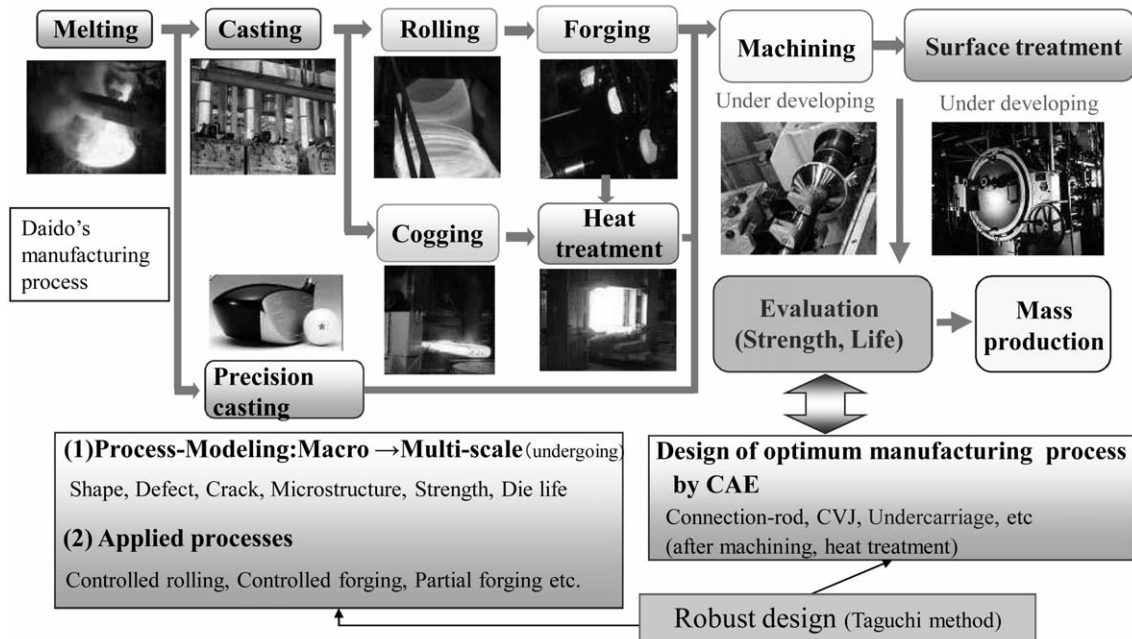 Melting
Casting
Rolling
Forging
Machining
Surface treatment
Under developing
Under developing
Daido's
manufacturing
process
Cogging
Heat
treatment
Evaluation
(Strength, Life)
Mass
production
Precision
casting
(1)Process-Modeling:Macro →Multi-scale(undergoing)
Shape, Defect, Crack, Microstructure, Strength, Die life
(2) Applied processes
Controlled rolling, Controlled forging, Partial forging etc.
Design of optimum manufacturing process
by CAE
Connection-rod, CVJ, Undercarriage, etc
(after machining, heat treatment)
Robust design (Taguchi method)